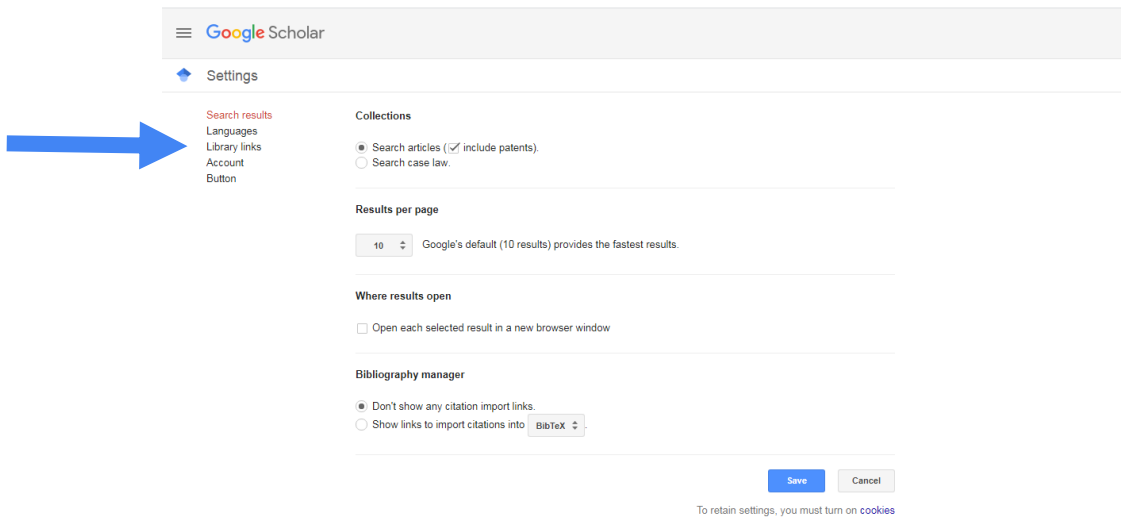 Google Scholar
Settings
Search results
Languages
Library links
Account
Button
Collections
Search articles (include patents).
Search case law.
Results per page
10 Google's default (10 results) provides the fastest results.
Where results open
Open each selected result in a new browser window
Bibliography manager
Don't show any citation import links.
Show links to import citations into BibTeX .
Save Cancel
To retain settings, you must turn on cookies